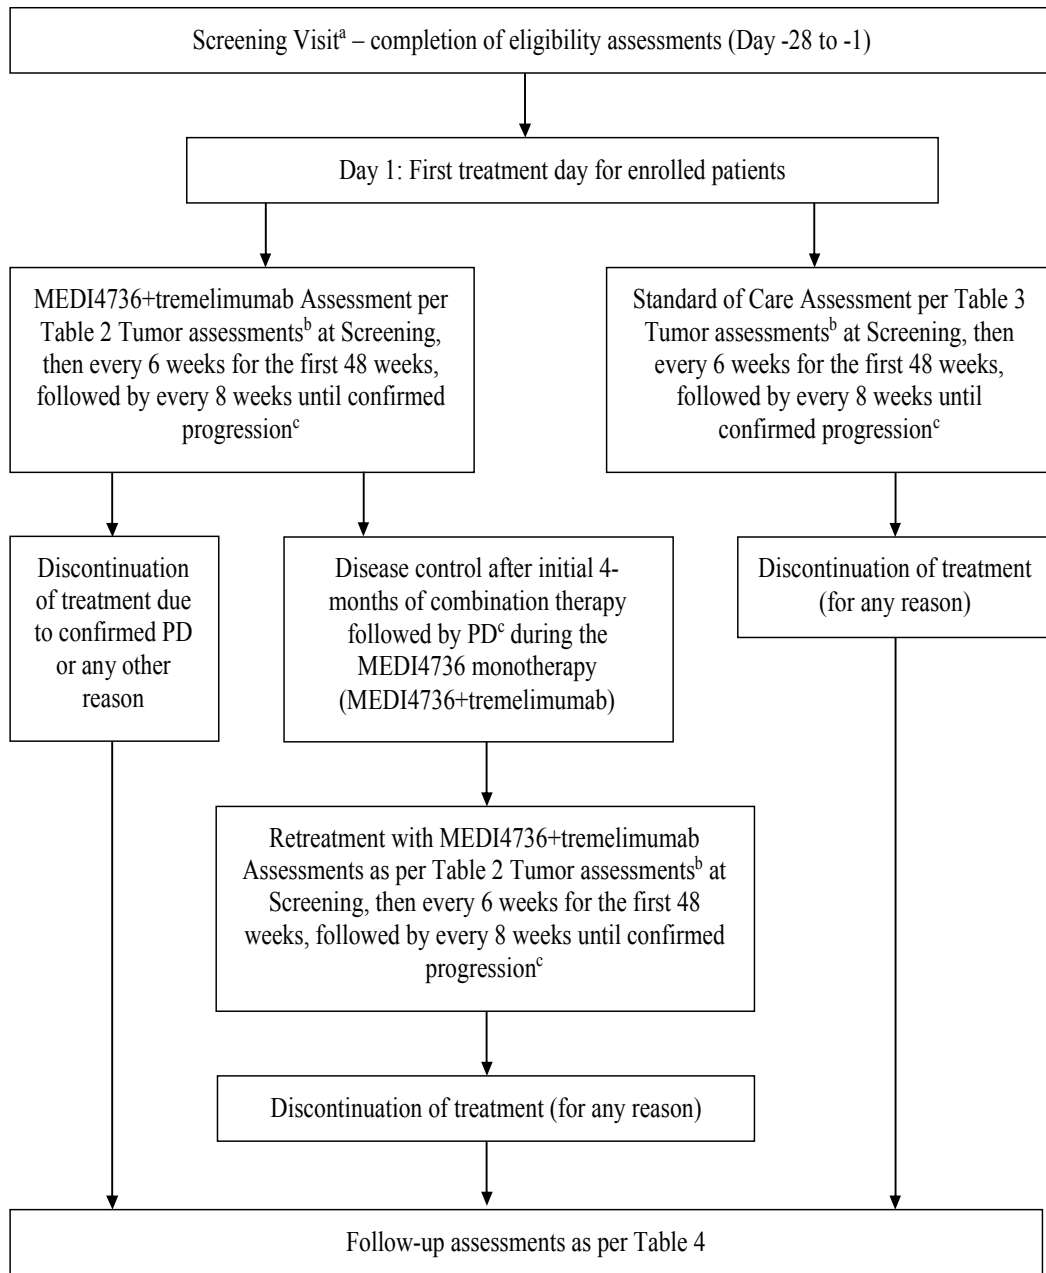 Screening Visitᵃ – completion of eligibility assessments (Day -28 to -1)
Day 1: First treatment day for enrolled patients
MEDI4736+tremelimumab Assessment per
Table 2 Tumor assessmentsᵇ at Screening,
then every 6 weeks for the first 48 weeks,
followed by every 8 weeks until confirmed
progressionᶜ
Standard of Care Assessment per Table 3
Tumor assessmentsᵇ at Screening, then
every 6 weeks for the first 48 weeks,
followed by every 8 weeks until
confirmed progressionᶜ
Discontinuation
of treatment due
to confirmed PD
or any other
reason
Disease control after initial 4-
months of combination therapy
followed by PDᶜ during the
MEDI4736 monotherapy
(MEDI4736+tremelimumab)
Discontinuation of treatment
(for any reason)
Retreatment with MEDI4736+tremelimumab
Assessments as per Table 2 Tumor assessmentsᵇ at
Screening, then every 6 weeks for the first 48
weeks, followed by every 8 weeks until confirmed
progressionᶜ
Discontinuation of treatment (for any reason)
Follow-up assessments as per Table 4